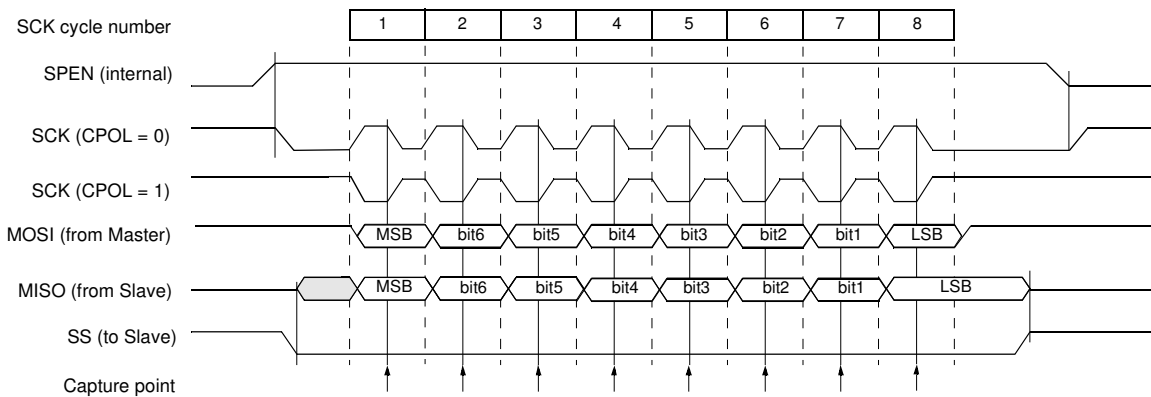 SCK cycle number 1 2 3 4 5 6 7 8
SPEN (internal)
SCK (CPOL = 0)
SCK (CPOL = 1)
MOSI (from Master) MSB bit6 bit5 bit4 bit3 bit2 bit1 LSB
MISO (from Slave) MSB bit6 bit5 bit4 bit3 bit2 bit1 LSB
SS (to Slave)
Capture point